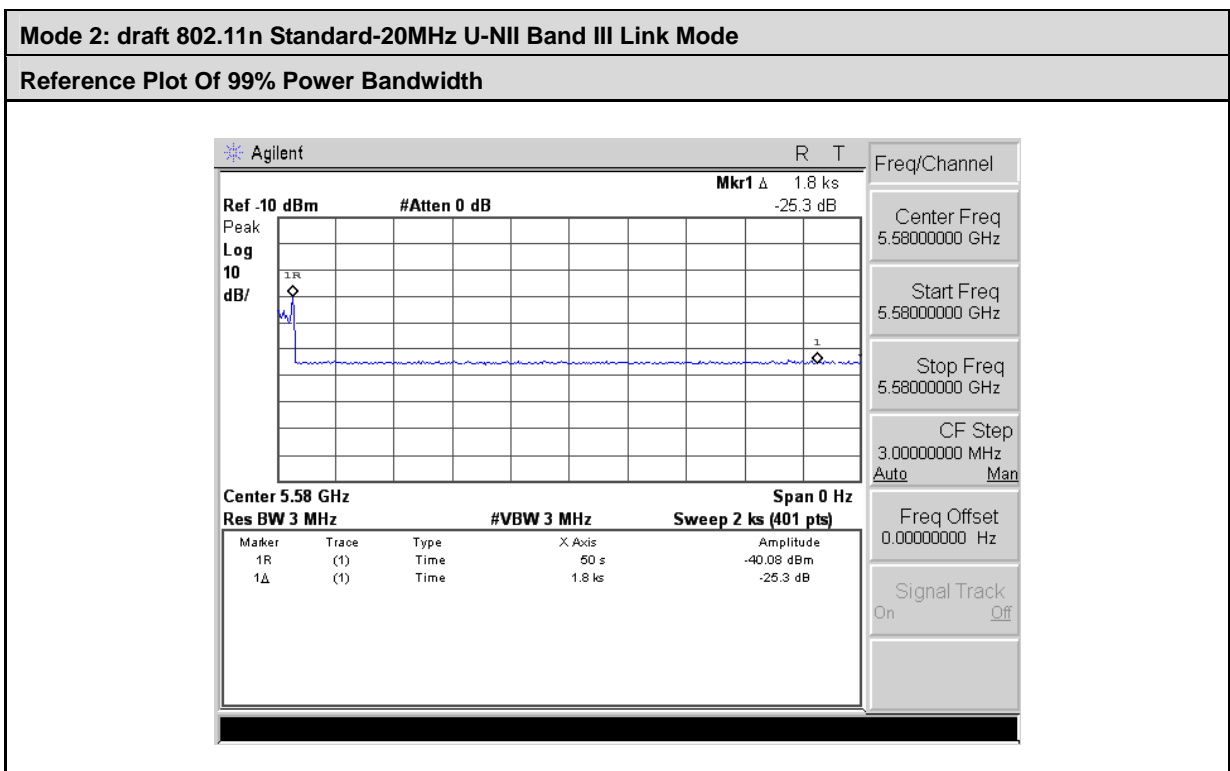 Mode 2: draft 802.11n Standard-20MHz U-NII Band III Link Mode
Reference Plot Of 99% Power Bandwidth
Agilent R T
Mkr1 Δ 1.8 ks
Ref -10 dBm #Atten 0 dB -25.3 dB
Peak
Log
10
dB/
1R
1
Center 5.58 GHz Span 0 Hz
Res BW 3 MHz #VBW 3 MHz Sweep 2 ks (401 pts)
Marker Trace Type X Axis Amplitude
1R (1) Time 50 s -40.08 dBm
1Δ (1) Time 1.8 ks -25.3 dB
Freq/Channel
Center Freq
5.58000000 GHz
Start Freq
5.58000000 GHz
Stop Freq
5.58000000 GHz
CF Step
3.00000000 MHz
Auto Man
Freq Offset
0.00000000 Hz
Signal Track
On Off